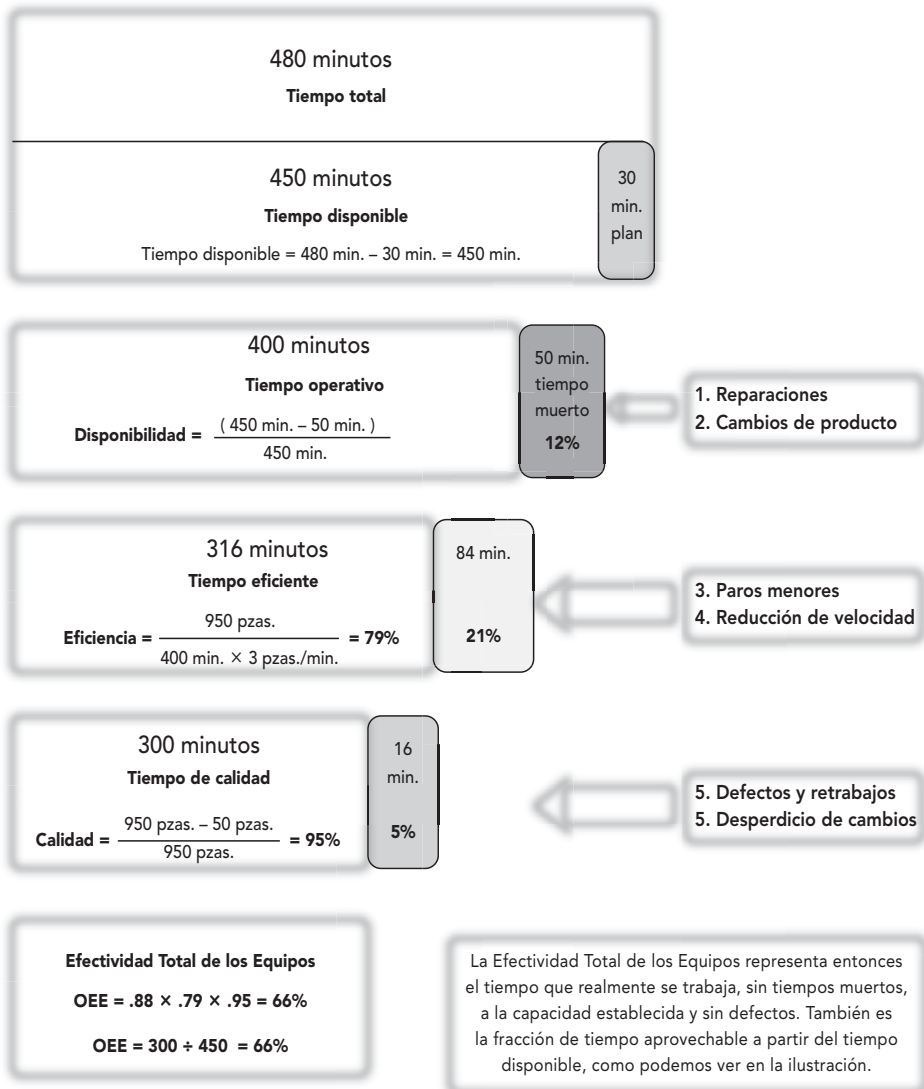 480 minutos
Tiempo total
450 minutos
Tiempo disponible
Tiempo disponible = 480 min. – 30 min. = 450 min.
30
min.
plan
400 minutos
Tiempo operativo
Disponibilidad =
( 450 min. – 50 min. )
450 min.
50 min.
tiempo
muerto
12%
1. Reparaciones
2. Cambios de producto
316 minutos
Tiempo eficiente
Eficiencia =
950 pzas.
400 min. × 3 pzas./min.
= 79%
84 min.
21%
3. Paros menores
4. Reducción de velocidad
300 minutos
Tiempo de calidad
Calidad =
950 pzas. – 50 pzas.
950 pzas.
= 95%
16
min.
5%
5. Defectos y retrabajos
5. Desperdicio de cambios
Efectividad Total de los Equipos
OEE = .88 × .79 × .95 = 66%
OEE = 300 ÷ 450 = 66%
La Efectividad Total de los Equipos representa entonces
el tiempo que realmente se trabaja, sin tiempos muertos,
a la capacidad establecida y sin defectos. También es
la fracción de tiempo aprovechable a partir del tiempo
disponible, como podemos ver en la ilustración.